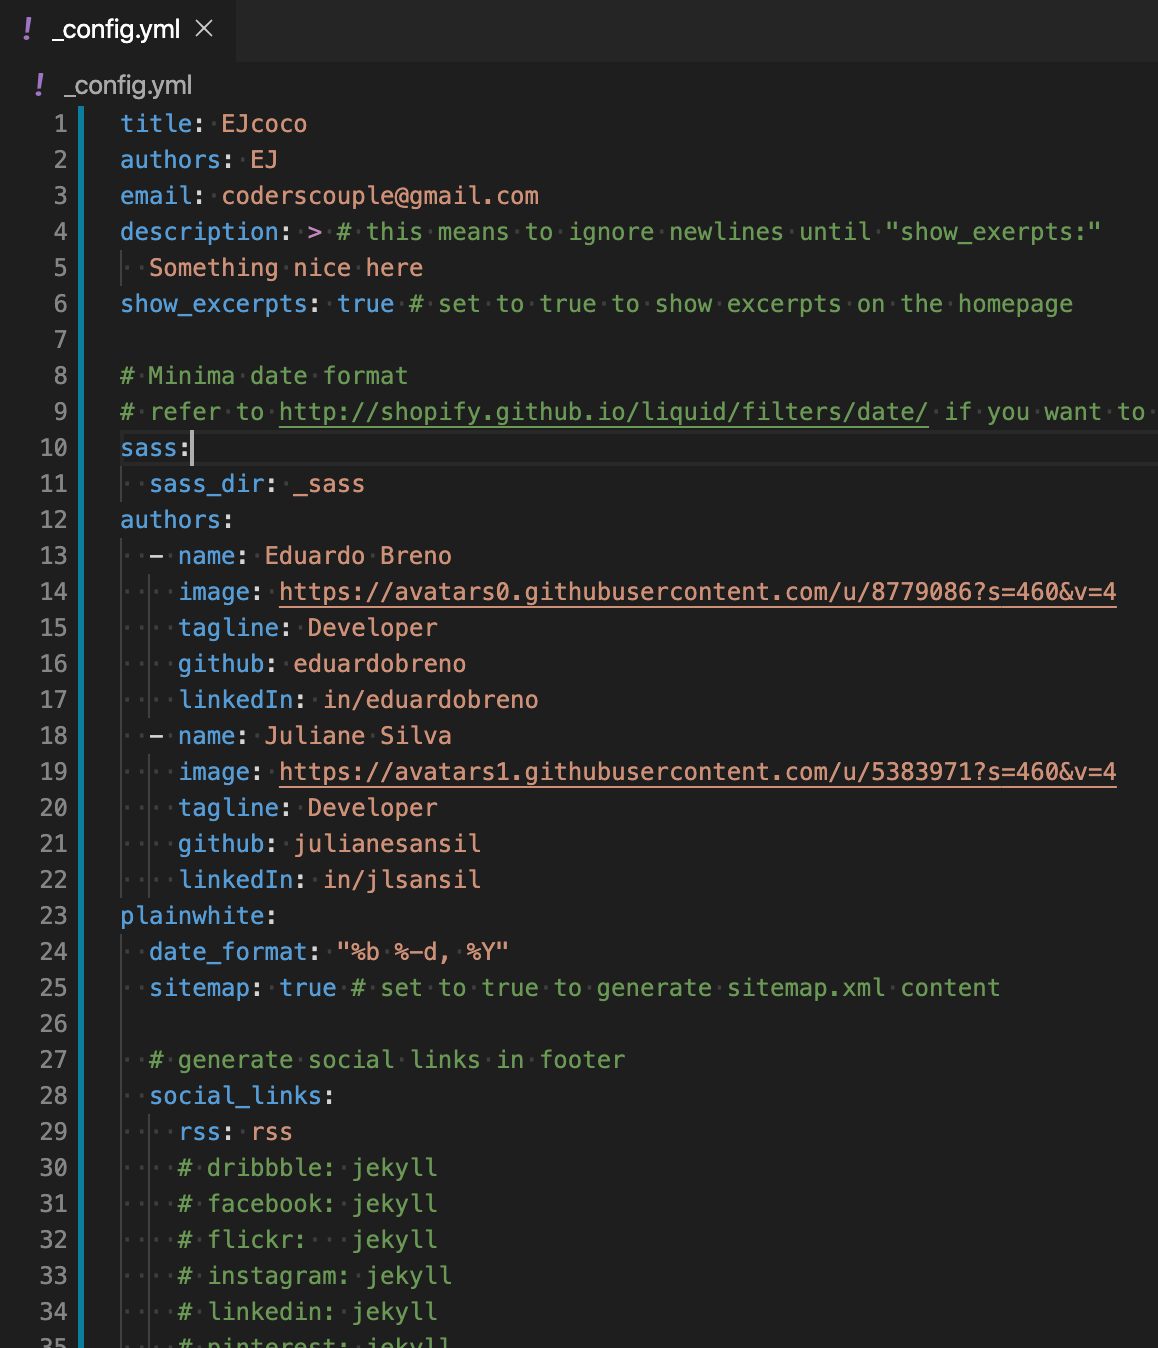 ! _config.yml ×
! _config.yml
1 title: EJcoco
2 authors: EJ
3 email: coderscouple@gmail.com
4 description: > # this means to ignore newlines until "show_exerpts:"
5   Something nice here
6 show_excerpts: true # set to true to show excerpts on the homepage
7
8 # Minima date format
9 # refer to http://shopify.github.io/liquid/filters/date/ if you want to
10 sass:
11   sass_dir: _sass
12 authors:
13   - name: Eduardo Breno
14     image: https://avatars0.githubusercontent.com/u/8779086?s=460&v=4
15     tagline: Developer
16     github: eduardobreno
17     linkedIn: in/eduardobreno
18   - name: Juliane Silva
19     image: https://avatars1.githubusercontent.com/u/5383971?s=460&v=4
20     tagline: Developer
21     github: julianesansil
22     linkedIn: in/jlsansil
23 plainwhite:
24   date_format: "%b %-d, %Y"
25   sitemap: true # set to true to generate sitemap.xml content
26
27   # generate social links in footer
28   social_links:
29     rss: rss
30     # dribbble: jekyll
31     # facebook: jekyll
32     # flickr:   jekyll
33     # instagram: jekyll
34     # linkedin: jekyll
35     # pinterest: jekyll